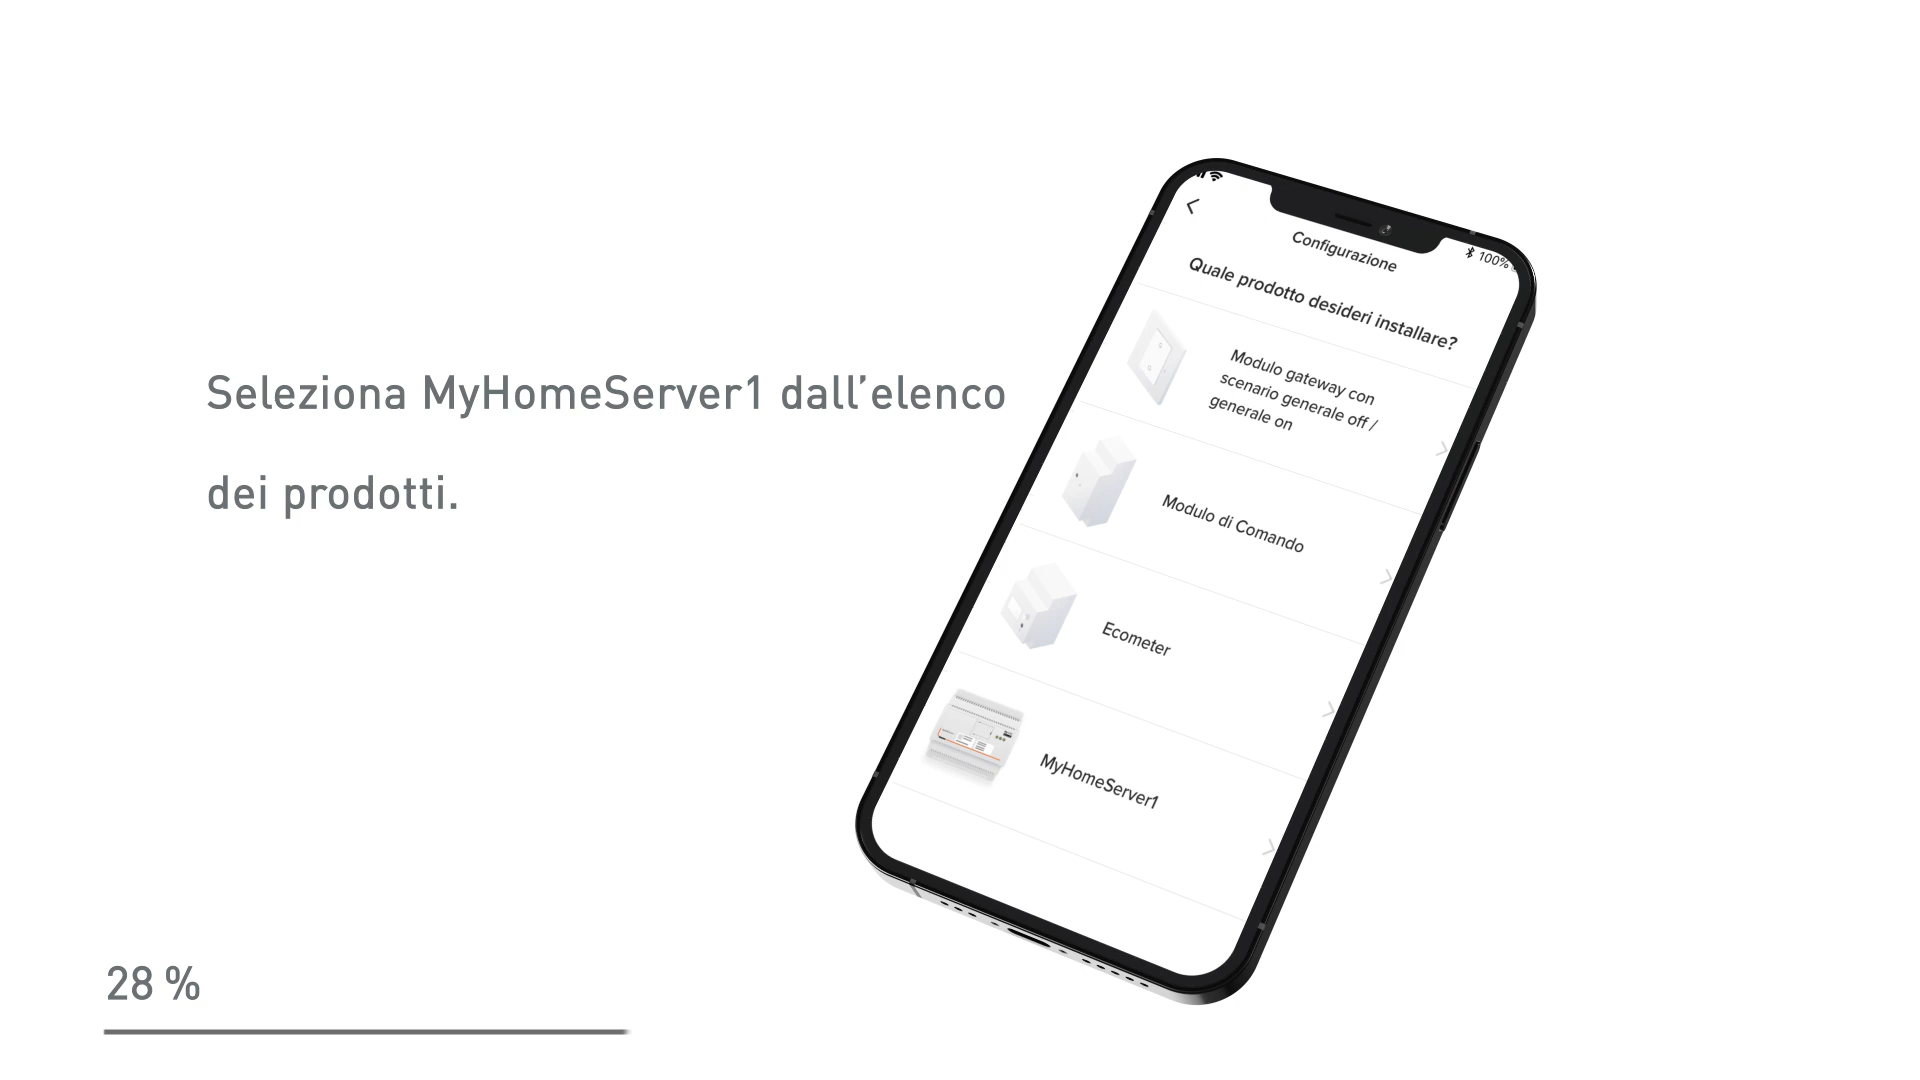 Seleziona MyHomeServer1 dall’elenco
dei prodotti.
100%
Configurazione
Quale prodotto desideri installare?
Modulo gateway con
scenario generale off /
generale on
Modulo di Comando
Ecometer
MyHomeServer1
28 %